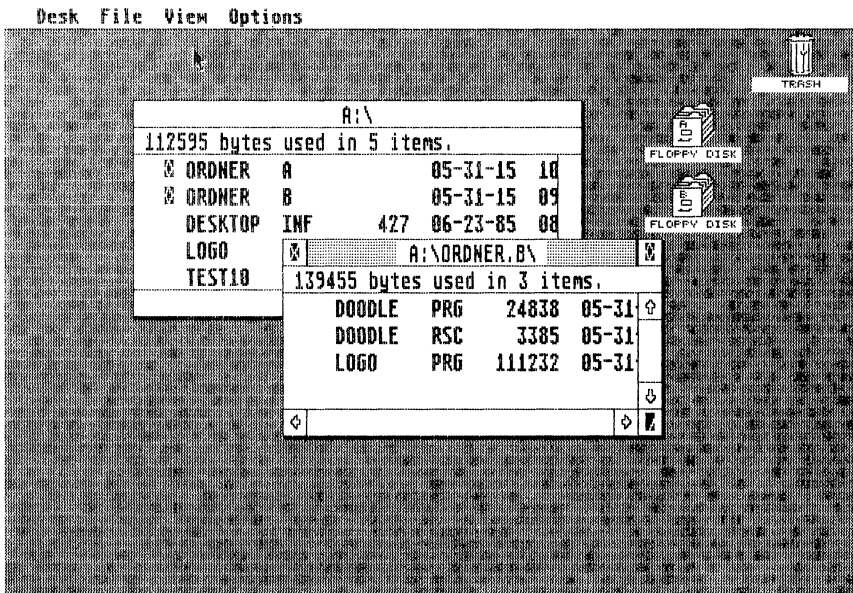 Desk File View Options
TRASH
A:\
112595 bytes used in 5 items.
ORDNER A 05-31-15 10
ORDNER B 05-31-15 09
DESKTOP INF 427 06-23-85 08
LOGO
TEST10
A
FLOPPY DISK
B
FLOPPY DISK
A:\ORDNER.B\
139455 bytes used in 3 items.
DOODLE PRG 24838 05-31
DOODLE RSC 3385 05-31
LOGO PRG 111232 05-31